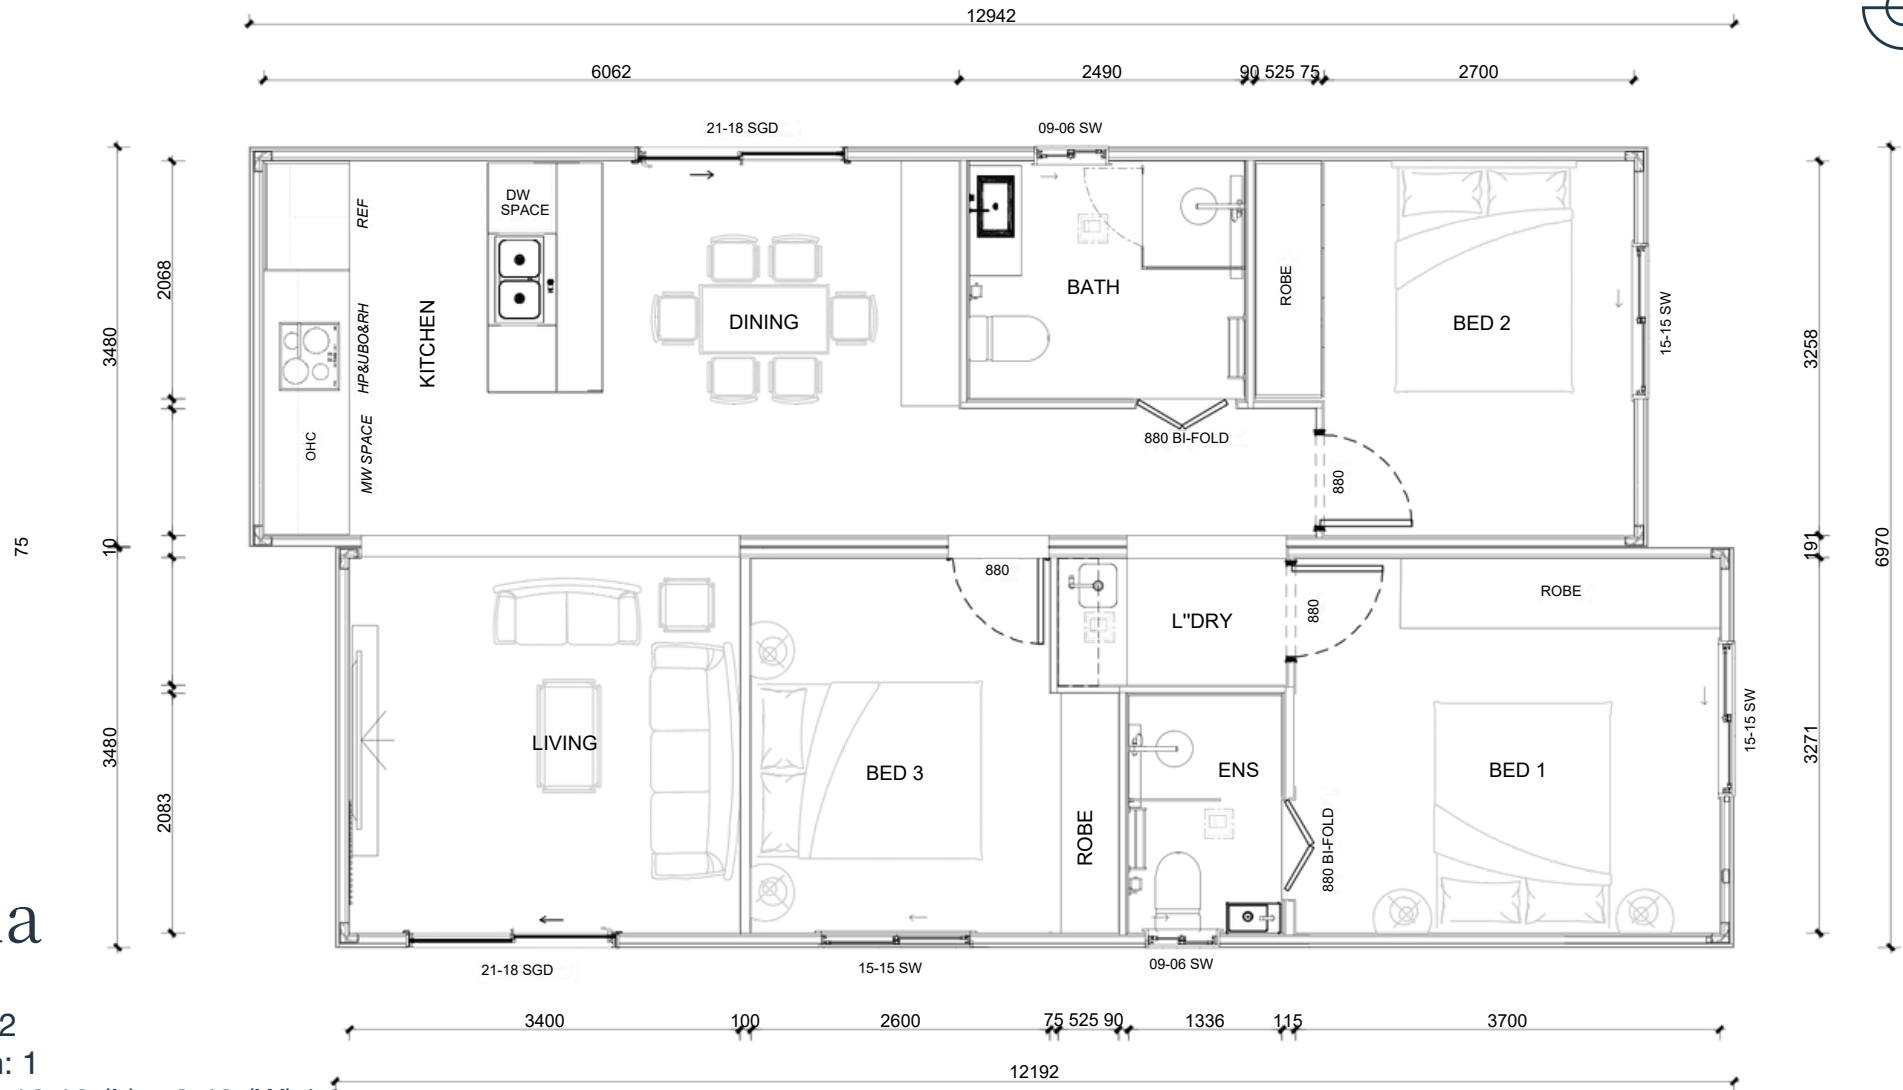 12942
6062
2490
90 525 75
2700
21-18 SGD
09-06 SW
DW
SPACE
REF
2068
3480
HP&UBO&RH
KITCHEN
DINING
BATH
ROBE
BED 2
15-15 SW
3258
OHC
MW SPACE
880 BI-FOLD
880
75
10
191
6970
880
880
ROBE
L"DRY
3480
2083
LIVING
BED 3
ROBE
ENS
880 BI-FOLD
BED 1
15-15 SW
3271
21-18 SGD
15-15 SW
09-06 SW
3400
100
2600
75 525 90
1336
115
3700
12192
a
2
: 1